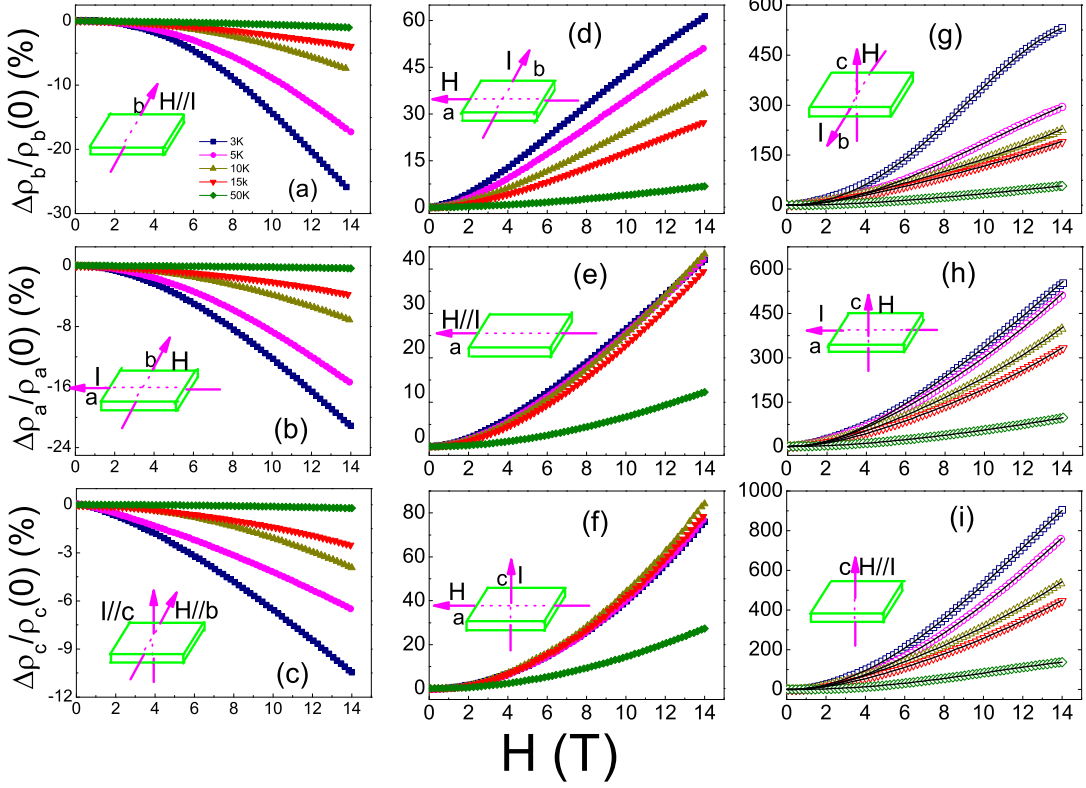 Δρb/ρb(0) (%)
0
-10
-20
-30
0 2 4 6 8 10 12 14
b
H//I
3K
5K
10K
15k
50K
(a)
60
45
30
15
0
0 2 4 6 8 10 12 14
(d)
I
b
H
a
600
450
300
150
0
0 2 4 6 8 10 12 14
(g)
c
H
I
b
Δρa/ρa(0) (%)
0
-8
-16
-24
0 2 4 6 8 10 12 14
b
H
I
a
(b)
40
30
20
10
0
0 2 4 6 8 10 12 14
(e)
H//I
a
600
450
300
150
0
0 2 4 6 8 10 12 14
(h)
c
H
I
a
Δρc/ρc(0) (%)
0
-3
-6
-9
-12
0 2 4 6 8 10 12 14
I//c
H//b
(c)
80
60
40
20
0
0 2 4 6 8 10 12 14
(f)
c
I
H
a
1000
800
600
400
200
0
0 2 4 6 8 10 12 14
(i)
c
H//I
H (T)